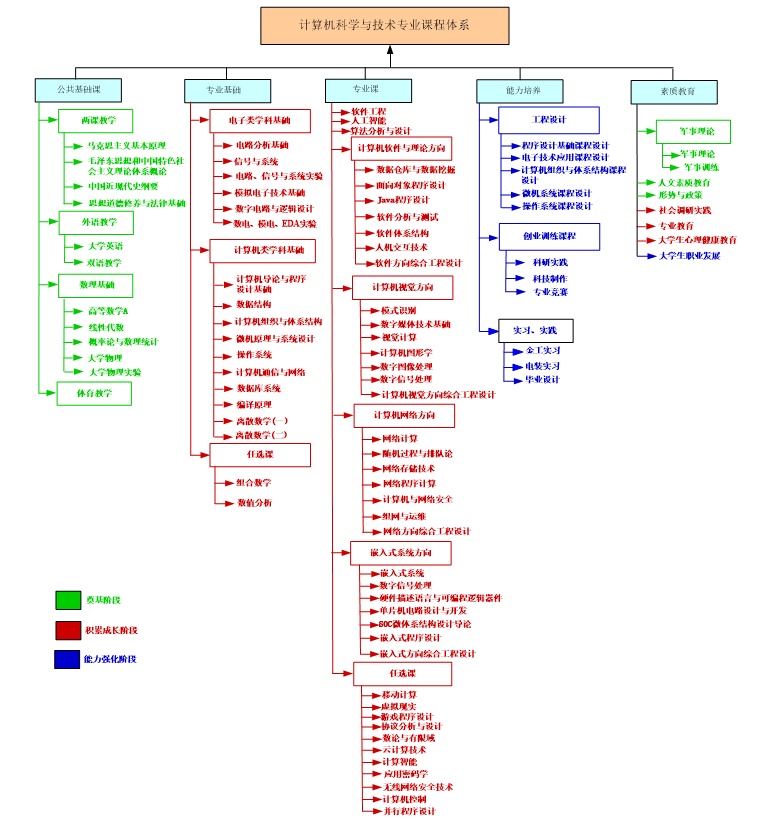 计算机科学与技术专业课程体系
公共基础课
两课教学
马克思主义基本原理
毛泽东思想和中国特色社
会主义理论体系概论
中国近现代史纲要
思想道德修养与法律基础
外语教学
大学英语
双语教学
数理基础
高等数学A
线性代数
概率论与数理统计
大学物理
大学物理实验
体育教学
专业基础
电子类学科基础
电路分析基础
信号与系统
电路、信号与系统实验
模拟电子技术基础
数字电路与逻辑设计
数电、模电、EDA实验
计算机类学科基础
计算机导论与程序
设计基础
数据结构
计算机组织与体系结构
微机原理与系统设计
操作系统
计算机通信与网络
数据库系统
编译原理
离散数学(一)
离散数学(二)
任选课
组合数学
数值分析
专业课
软件工程
人工智能
算法分析与设计
计算机软件与理论方向
数据仓库与数据挖掘
面向对象程序设计
Java程序设计
软件分析与测试
软件体系结构
人机交互技术
软件方向综合工程设计
计算机视觉方向
模式识别
数字媒体技术基础
视觉计算
计算机图形学
数字图像处理
数字信号处理
计算机视觉方向综合工程设计
计算机网络方向
网络计算
随机过程与排队论
网络存储技术
网络程序计算
计算机与网络安全
组网与运维
网络方向综合工程设计
嵌入式系统方向
嵌入式系统
数字信号处理
硬件描述语言与可编程逻辑器件
单片机电路设计与开发
SOC微体系结构设计导论
嵌入式程序设计
嵌入式方向综合工程设计
任选课
移动计算
虚拟现实
游戏程序设计
协议分析与设计
数论与有限域
云计算技术
计算智能
应用密码学
无线网络安全技术
计算机控制
并行程序设计
能力培养
工程设计
程序设计基础课程设计
电子技术应用课程设计
计算机组织与体系结构课程
设计
微机系统课程设计
操作系统课程设计
创业训练课程
科研实践
科技制作
专业竞赛
实习、实践
金工实习
电装实习
毕业设计
素质教育
军事理论
军事理论
军事训练
人文素质教育
形势与政策
社会调研实践
专业教育
大学生心理健康教育
大学生职业发展
奠基阶段
积累成长阶段
能力强化阶段